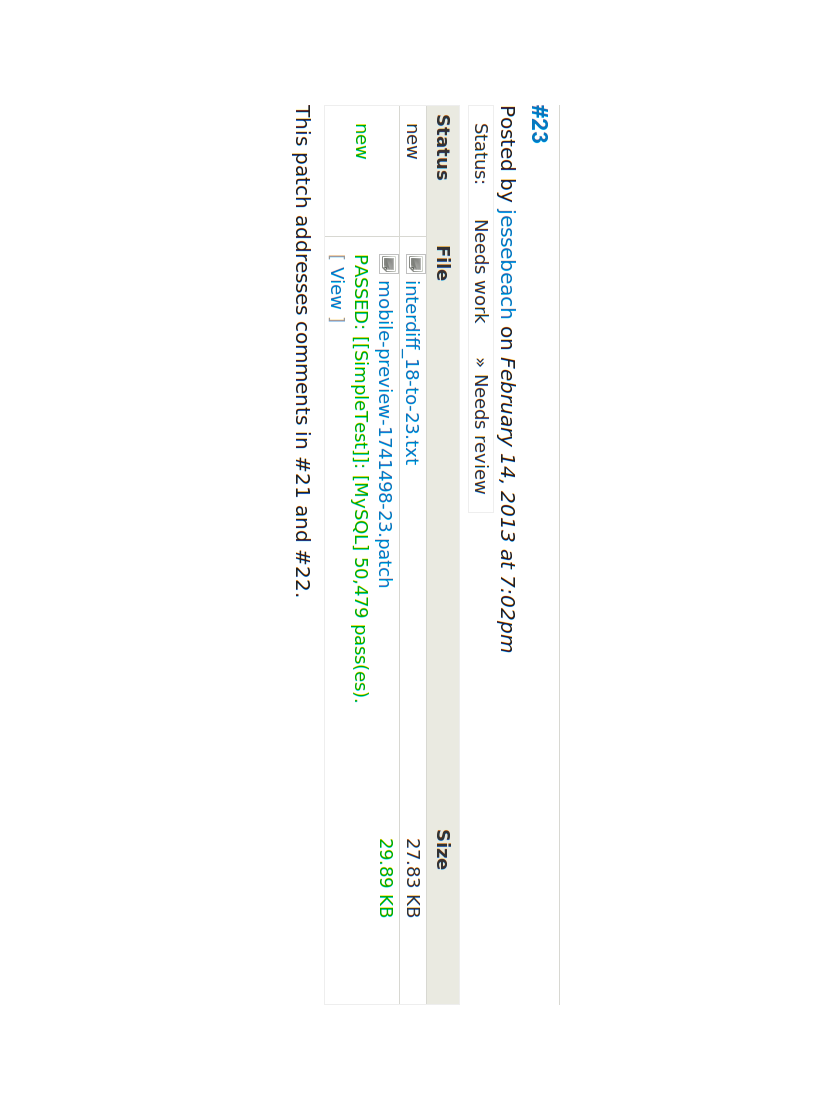 #23
Posted by jessebeach on February 14, 2013 at 7:02pm
Status: Needs work » Needs review
Status File Size
new interdiff_18-to-23.txt 27.83 KB
new mobile-preview-1741498-23.patch 29.89 KB
PASSED: [[SimpleTest]]: [MySQL] 50,479 pass(es).
[ View ]
This patch addresses comments in #21 and #22.